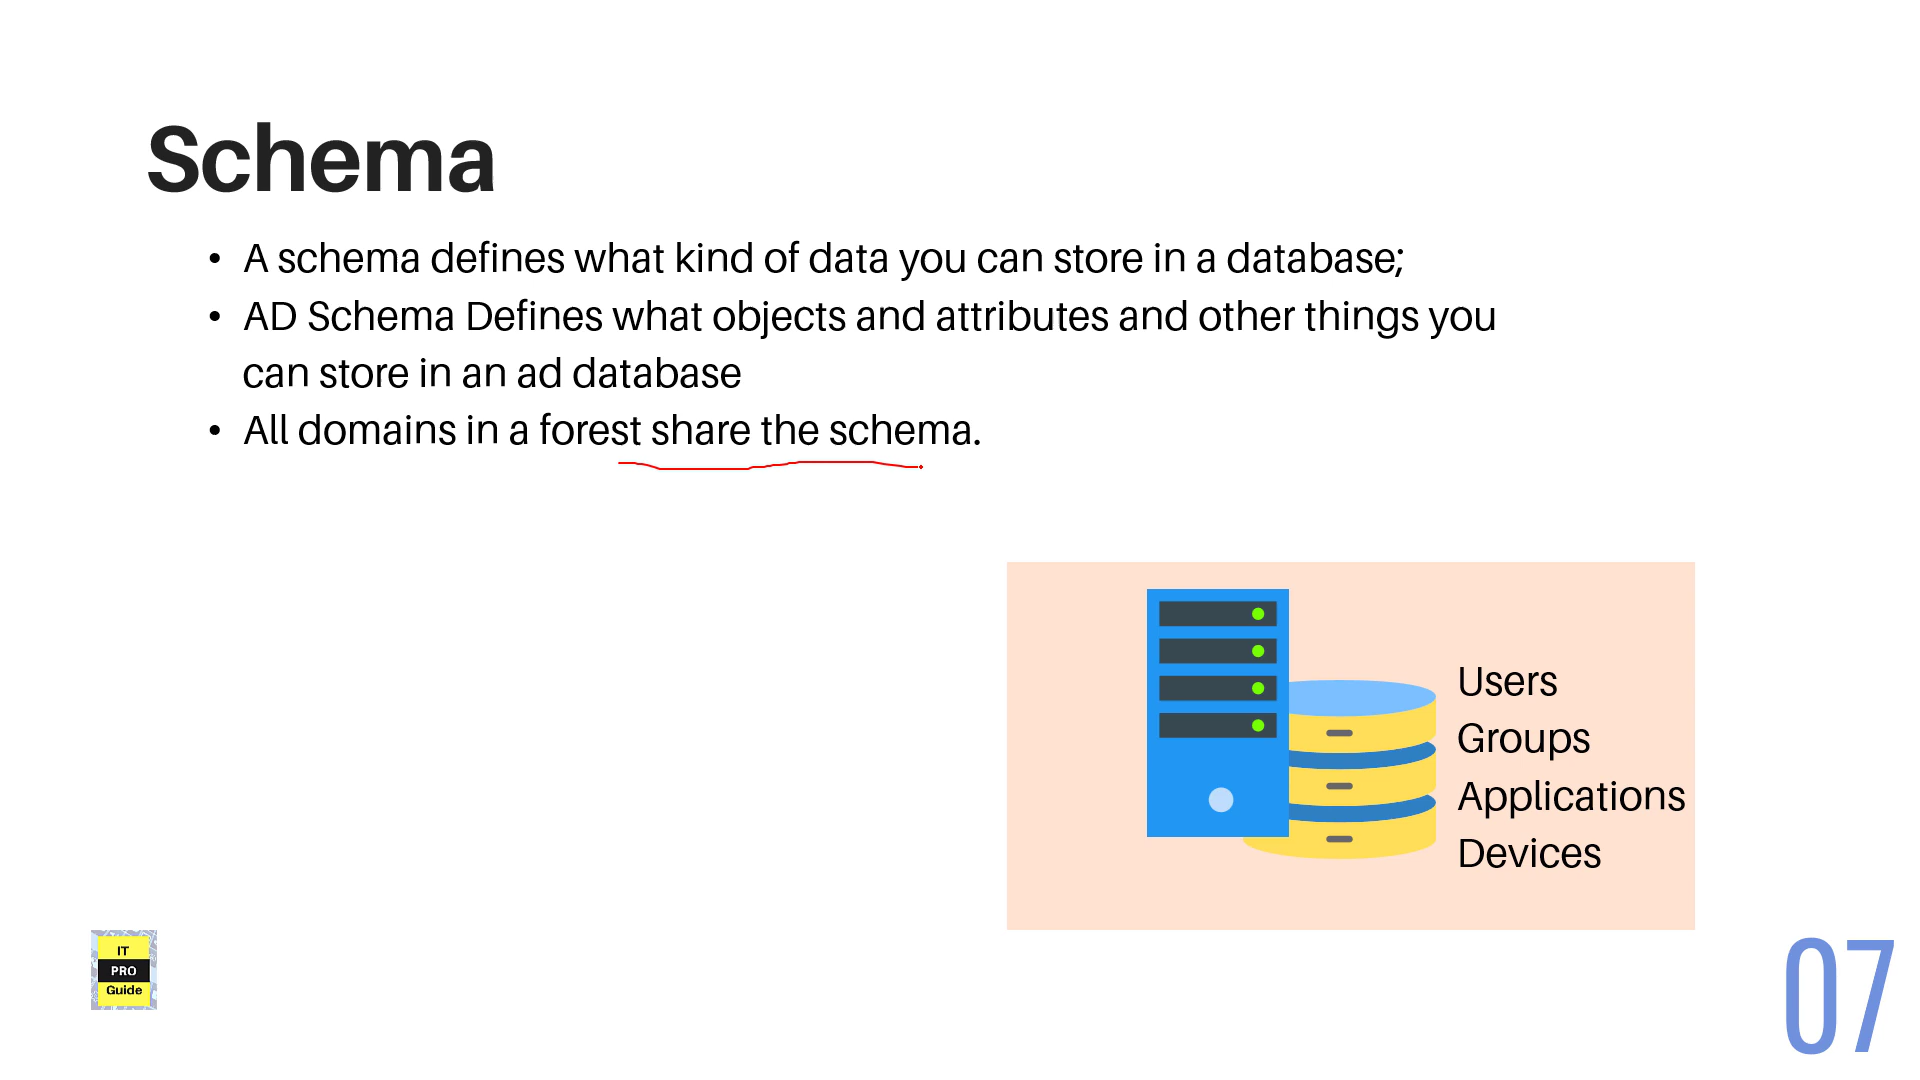 Schema
• A schema defines what kind of data you can store in a database;
• AD Schema Defines what objects and attributes and other things you
can store in an ad database
• All domains in a forest share the schema.
Users
Groups
Applications
Devices
IT
PRO
Guide
07